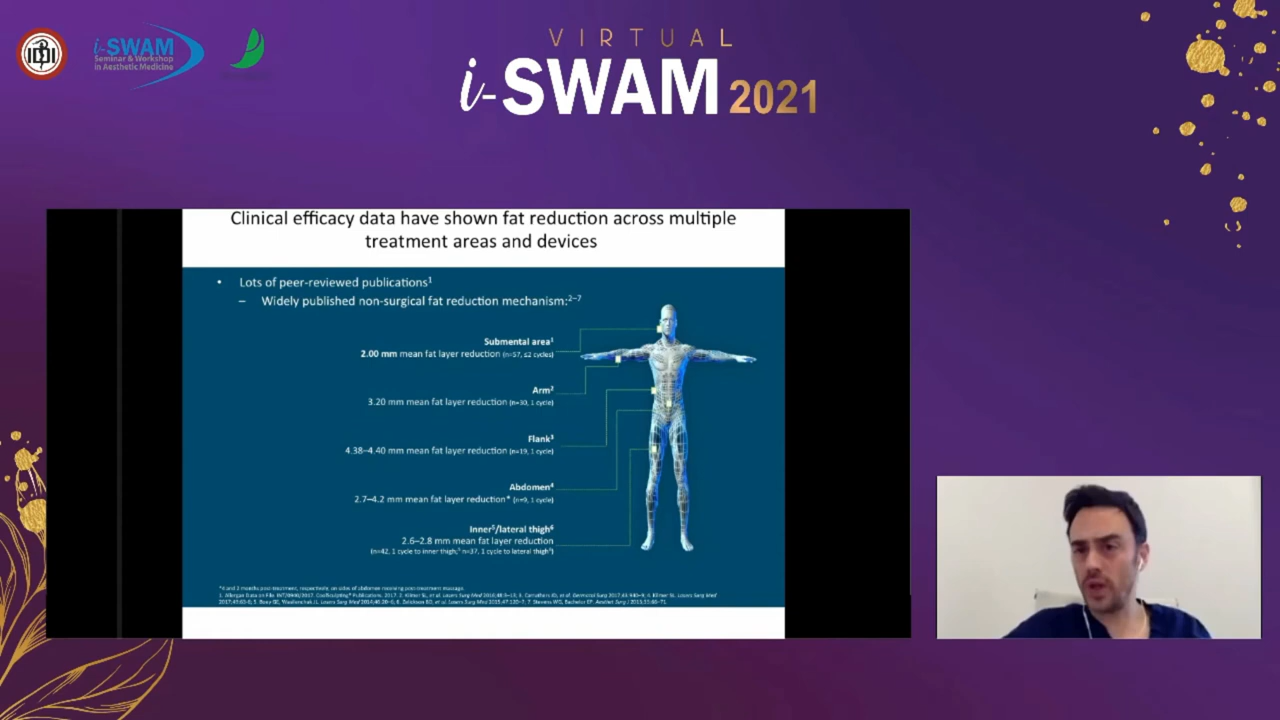 IDI
i-SWAM
Seminar & Workshop
in Aesthetic Medicine
VIRTUAL
i-SWAM 2021
Clinical efficacy data have shown fat reduction across multiple
treatment areas and devices
• Lots of peer-reviewed publications¹
– Widely published non-surgical fat reduction mechanism:²⁻⁷
Submental area¹
2.00 mm mean fat layer reduction (n=57, ≤2 cycles)
Arm²
3.20 mm mean fat layer reduction (n=30, 1 cycle)
Flank³
4.38–4.40 mm mean fat layer reduction (n=19, 1 cycle)
Abdomen⁴
2.7–4.2 mm mean fat layer reduction* (n=9, 1 cycle)
Inner⁵/lateral thigh⁶
2.6–2.8 mm mean fat layer reduction
(n=42, 1 cycle to inner thigh;⁵ n=37, 1 cycle to lateral thigh⁶)